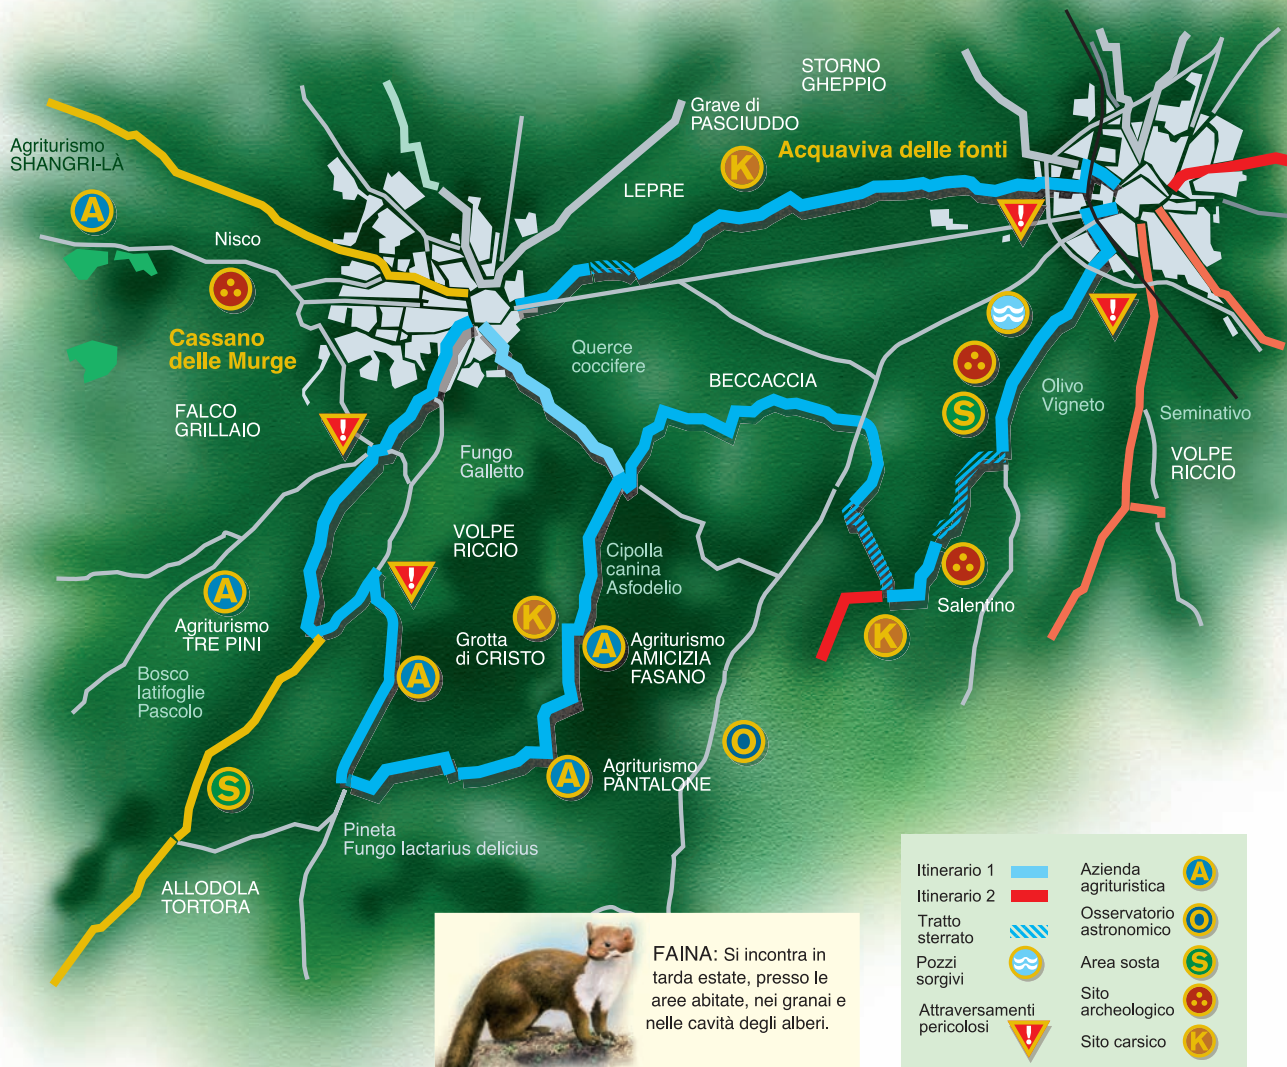 STORNO
GHEPPIO
Grave di
PASCIUDDO
K
Acquaviva delle fonti
Agriturismo
SHANGRI-LÀ
A
LEPRE
!
Nisco
Cassano
delle Murge
!
Querce
coccifere
BECCACCIA
Olivo
Vigneto
S
Seminativo
FALCO
GRILLAIO
!
Fungo
Galletto
VOLPE
RICCIO
VOLPE
RICCIO
!
Cipolla
canina
Asfodelio
A
Agriturismo
TRE PINI
K
Grotta
di CRISTO
A
Agriturismo
AMICIZIA
FASANO
Salentino
K
Bosco
latifoglie
Pascolo
A
O
S
A
Agriturismo
PANTALONE
Pineta
Fungo lactarius delicius
ALLODOLA
TORTORA
FAINA: Si incontra in
tarda estate, presso le
aree abitate, nei granai e
nelle cavità degli alberi.
Itinerario 1
Itinerario 2
Tratto
sterrato
Pozzi
sorgivi
Attraversamenti
pericolosi
!
Azienda
agrituristica
A
Osservatorio
astronomico
O
Area sosta
S
Sito
archeologico
Sito carsico
K